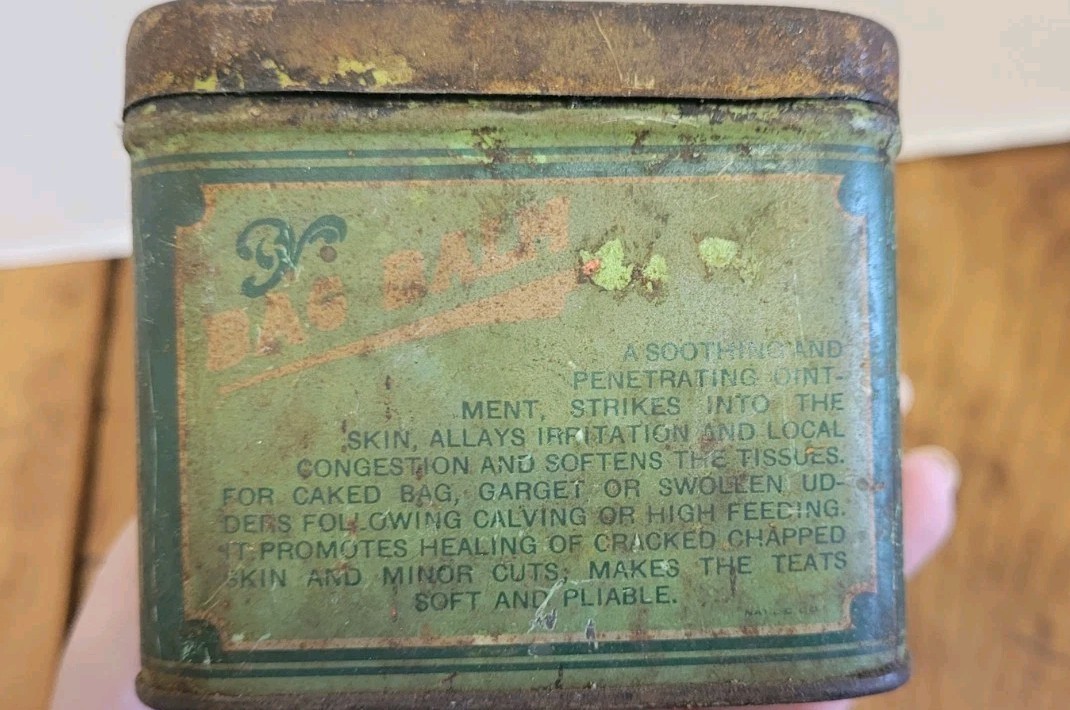 BAG BALM
A SOOTHING AND
PENETRATING OINT-
MENT, STRIKES INTO THE
SKIN, ALLAYS IRRITATION AND LOCAL
CONGESTION AND SOFTENS THE TISSUES.
FOR CAKED BAG, GARGET OR SWOLLEN UD-
DERS FOLLOWING CALVING OR HIGH FEEDING.
IT PROMOTES HEALING OF CRACKED CHAPPED
SKIN AND MINOR CUTS; MAKES THE TEATS
SOFT AND PLIABLE.